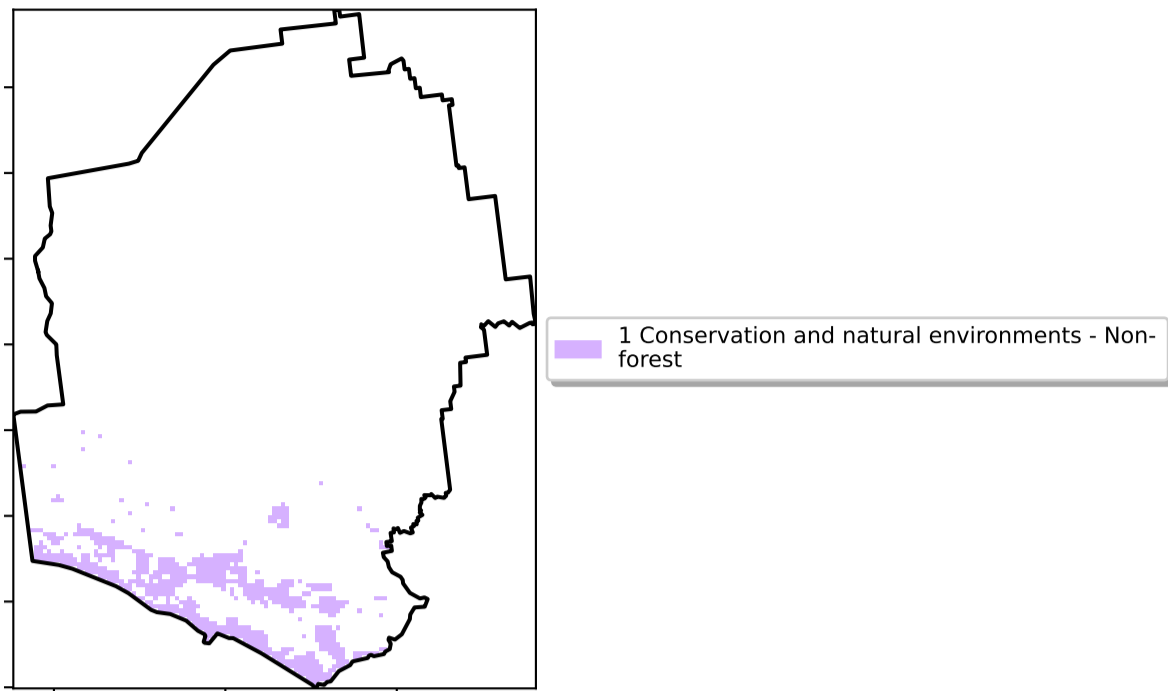 1 Conservation and natural environments - Non-
forest